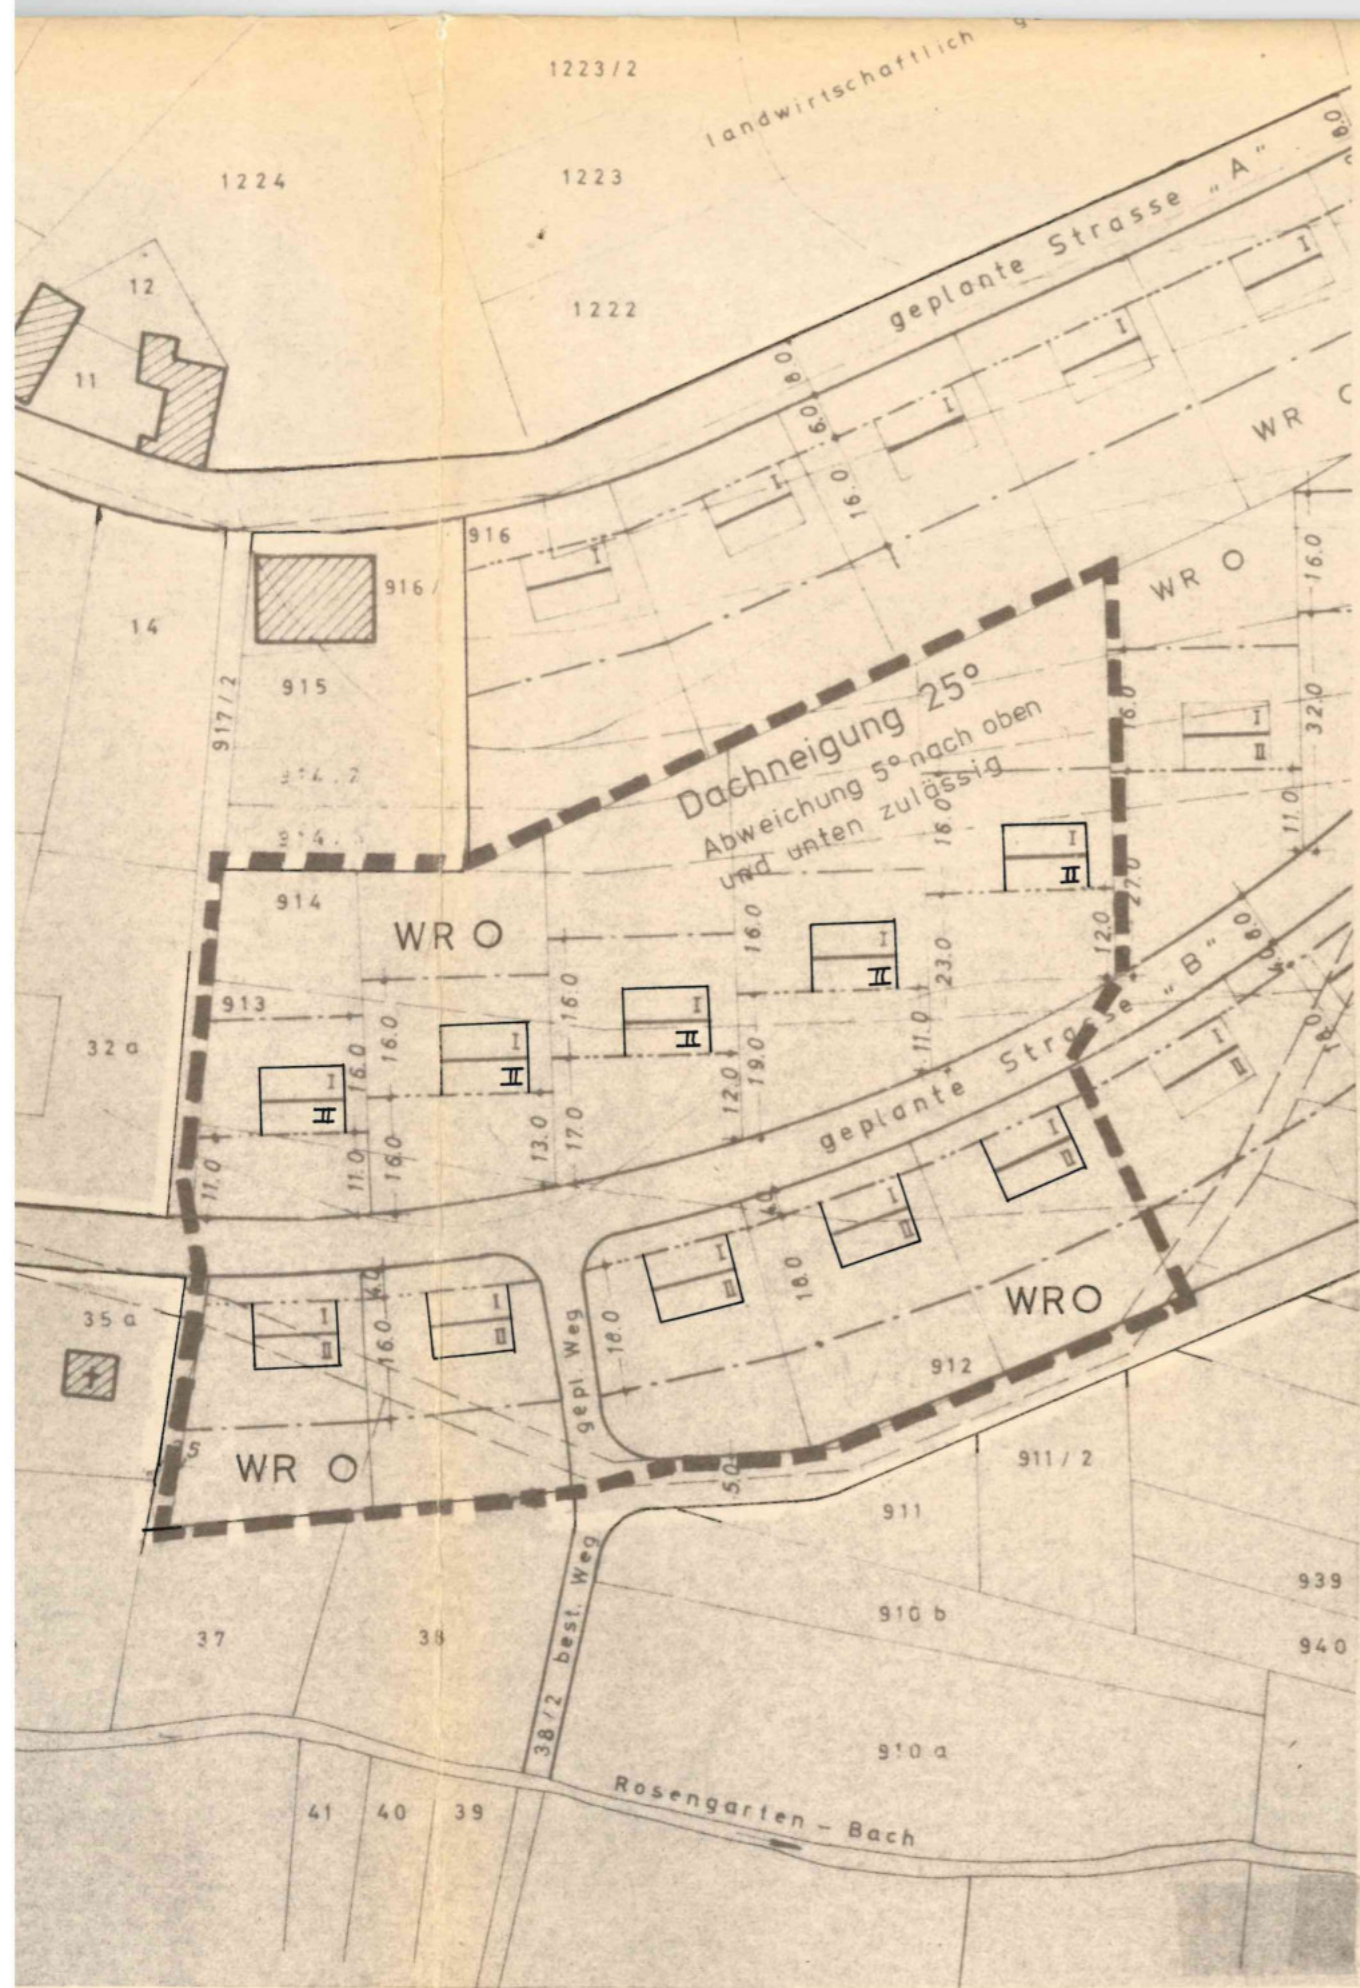 1223/2
landwirtschaftlich
1224
1223
geplante Strasse „A"
6.0
12
1222
11
8.0
6.0
16.0
WR O
I
I
I
I
I
916
916/
WR O
16.0
14
915
917/2
Dachneigung 25°
Abweichung 5° nach oben
und unten zulässig
16.0
32.0
I
II
11.0
16.0
27.0
12.0
I
II
914
WR O
16.0
23.0
I
II
913
16.0
16.0
16.0
I
II
I
II
I
II
32 a
11.0
11.0
16.0
13.0
17.0
12.0
19.0
11.0
geplante Strasse „B"
6.0
I
II
I
II
I
II
I
II
18.0
18.0
16.0
I
II
I
II
35 a
gepl. Weg
WR O
912
WR O
5.0
911/2
911
38/2 best. Weg
939
910 b
940
37
38
910 a
Rosengarten - Bach
41
40
39